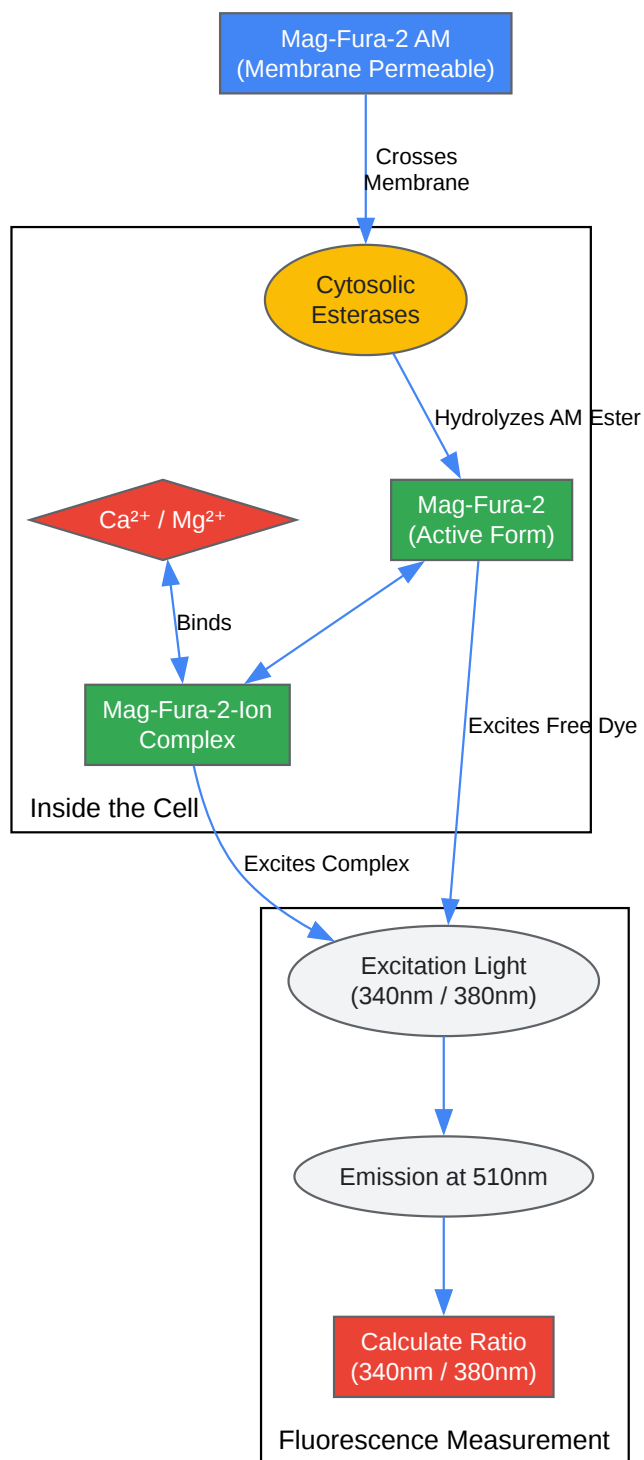 Mag-Fura-2 AM
(Membrane Permeable)
Crosses
Membrane
Cytosolic
Esterases
Hydrolyzes AM Ester
Ca²⁺ / Mg²⁺
Mag-Fura-2
(Active Form)
Binds
Mag-Fura-2-Ion
Complex
Excites Free Dye
Inside the Cell
Excites Complex
Excitation Light
(340nm / 380nm)
Emission at 510nm
Calculate Ratio
(340nm / 380nm)
Fluorescence Measurement